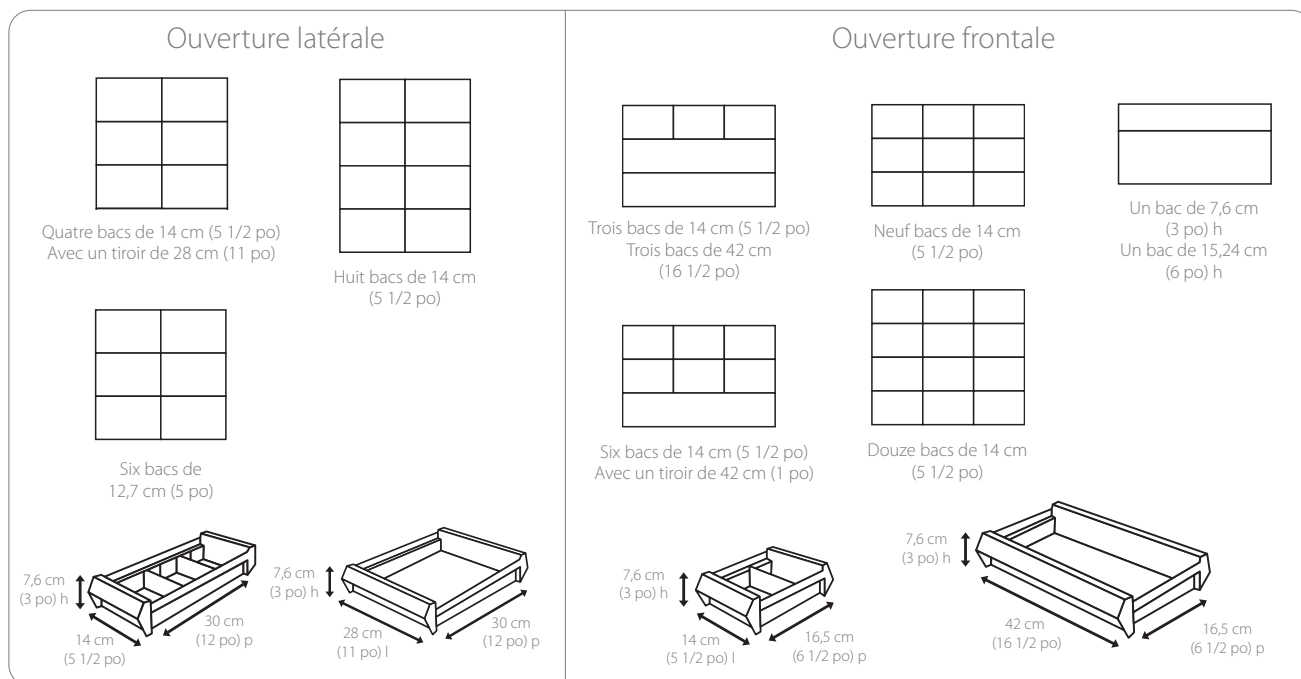 Ouverture latérale
Quatre bacs de 14 cm (5 1/2 po)
Avec un tiroir de 28 cm (11 po)
Huit bacs de 14 cm
(5 1/2 po)
Six bacs de
12,7 cm (5 po)
7,6 cm
(3 po) h
14 cm
(5 1/2 po)
30 cm
(12 po) p
7,6 cm
(3 po) h
28 cm
(11 po) l
30 cm
(12 po) p
Ouverture frontale
Trois bacs de 14 cm (5 1/2 po)
Trois bacs de 42 cm
(16 1/2 po)
Neuf bacs de 14 cm
(5 1/2 po)
Un bac de 7,6 cm
(3 po) h
Un bac de 15,24 cm
(6 po) h
Six bacs de 14 cm (5 1/2 po)
Avec un tiroir de 42 cm (1 po)
Douze bacs de 14 cm
(5 1/2 po)
7,6 cm
(3 po) h
14 cm
(5 1/2 po) l
16,5 cm
(6 1/2 po) p
7,6 cm
(3 po) h
42 cm
(16 1/2 po)
16,5 cm
(6 1/2 po) p